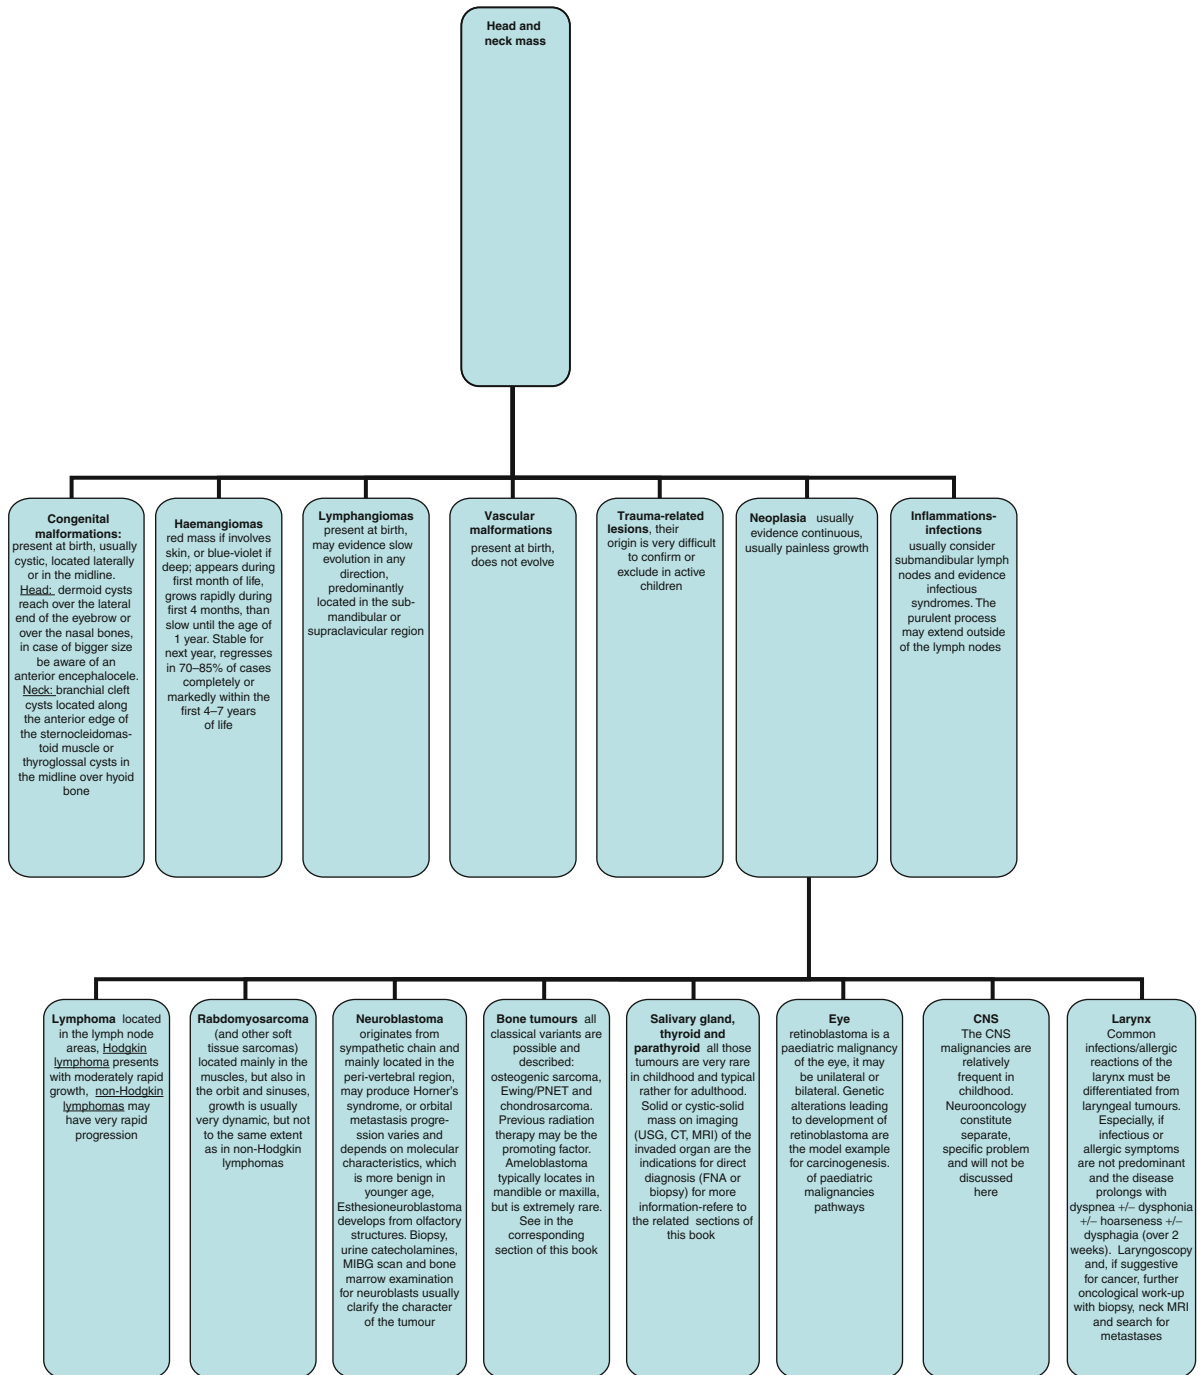 Head and
neck mass
Congenital
malformations:
present at birth, usually
cystic, located laterally
or in the midline.
Head: dermoid cysts
reach over the lateral
end of the eyebrow or
over the nasal bones,
in case of bigger size
be aware of an
anterior encephalocele.
Neck: branchial cleft
cysts located along
the anterior edge of
the sternocleidomas-
toid muscle or
thyroglossal cysts in
the midline over hyoid
bone
Haemangiomas
red mass if involves
skin, or blue-violet if
deep; appears during
first month of life,
grows rapidly during
first 4 months, than
slow until the age of
1 year. Stable for
next year, regresses
in 70–85% of cases
completely or
markedly within the
first 4–7 years
of life
Lymphangiomas
present at birth,
may evidence slow
evolution in any
direction,
predominantly
located in the sub-
mandibular or
supraclavicular region
Vascular
malformations
present at birth,
does not evolve
Trauma-related
lesions, their
origin is very difficult
to confirm or
exclude in active
children
Neoplasia usually
evidence continuous,
usually painless growth
Inflammations-
infections
usually consider
submandibular lymph
nodes and evidence
infectious
syndromes. The
purulent process
may extend outside
of the lymph nodes
Lymphoma located
in the lymph node
areas, Hodgkin
lymphoma presents
with moderately rapid
growth, non-Hodgkin
lymphomas may
have very rapid
progression
Rabdomyosarcoma
(and other soft
tissue sarcomas)
located mainly in the
muscles, but also in
the orbit and sinuses,
growth is usually
very dynamic, but not
to the same extent
as in non-Hodgkin
lymphomas
Neuroblastoma
originates from
sympathetic chain and
mainly located in the
peri-vertebral region,
may produce Horner's
syndrome, or orbital
metastasis progre-
ssion varies and
depends on molecular
characteristics, which
is more benign in
younger age,
Esthesioneuroblastoma
develops from olfactory
structures. Biopsy,
urine catecholamines,
MIBG scan and bone
marrow examination
for neuroblasts usually
clarify the character
of the tumour
Bone tumours all
classical variants are
possible and
described:
osteogenic sarcoma,
Ewing/PNET and
chondrosarcoma.
Previous radiation
therapy may be the
promoting factor.
Ameloblastoma
typically locates in
mandible or maxilla,
but is extremely rare.
See in the
corresponding
section of this book
Salivary gland,
thyroid and
parathyroid all those
tumours are very rare
in childhood and typical
rather for adulthood.
Solid or cystic-solid
mass on imaging
(USG, CT, MRI) of the
invaded organ are the
indications for direct
diagnosis (FNA or
biopsy) for more
information-refere to
the related sections of
this book
Eye
retinoblastoma is a
paediatric malignancy
of the eye, it may
be unilateral or
bilateral. Genetic
alterations leading
to development of
retinoblastoma are
the model example
for carcinogenesis.
of paediatric
malignancies
pathways
CNS
The CNS
malignancies are
relatively
frequent in
childhood.
Neurooncology
constitute
separate,
specific problem
and will not be
discussed
here
Larynx
Common
infections/allergic
reactions of the
larynx must be
differentiated from
laryngeal tumours.
Especially, if
infectious or
allergic symptoms
are not predominant
and the disease
prolongs with
dyspnea +/– dysphonia
+/– hoarseness +/–
dysphagia (over 2
weeks). Laryngoscopy
and, if suggestive
for cancer, further
oncological work-up
with biopsy, neck MRI
and search for
metastases